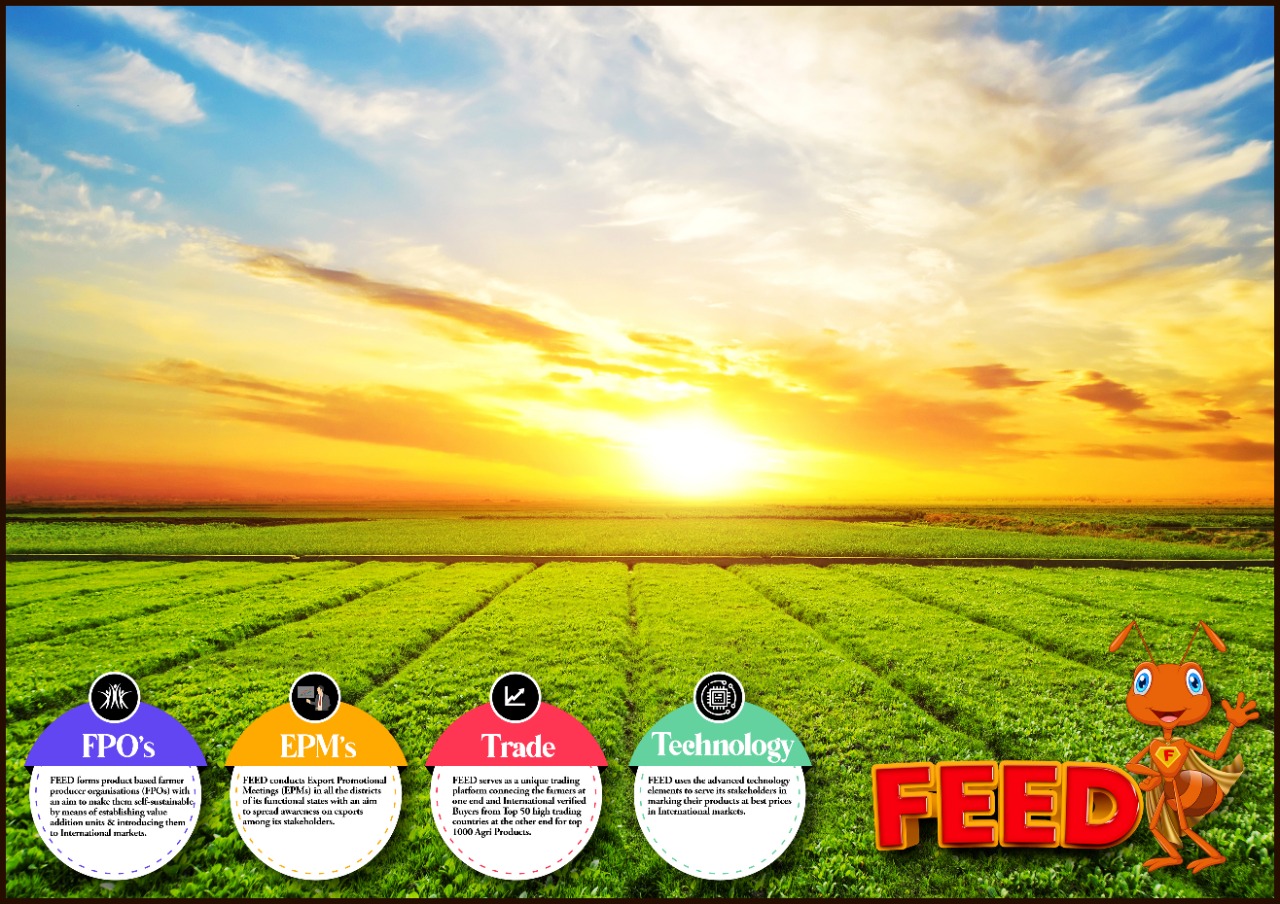 FPO's
FEED forms product based farmer
producer organisations (FPOs) with
an aim to make them self-sustainable,
by means of establishing value
addition units & introducing them
to International markets.
EPM's
FEED conducts Export Promotional
Meetings (EPMs) in all the districts
of its functional states with an aim
to spread awareness on exports
among its stakeholders.
Trade
FEED serves as a unique trading
platform connecing the farmers at
one end and International verified
Buyers from Top 50 high trading
countries at the other end for top
1000 Agri Products.
Technology
FEED uses the advanced technology
elements to serve its stakeholders in
marking their products at best prices
in International markets.
FEED
F